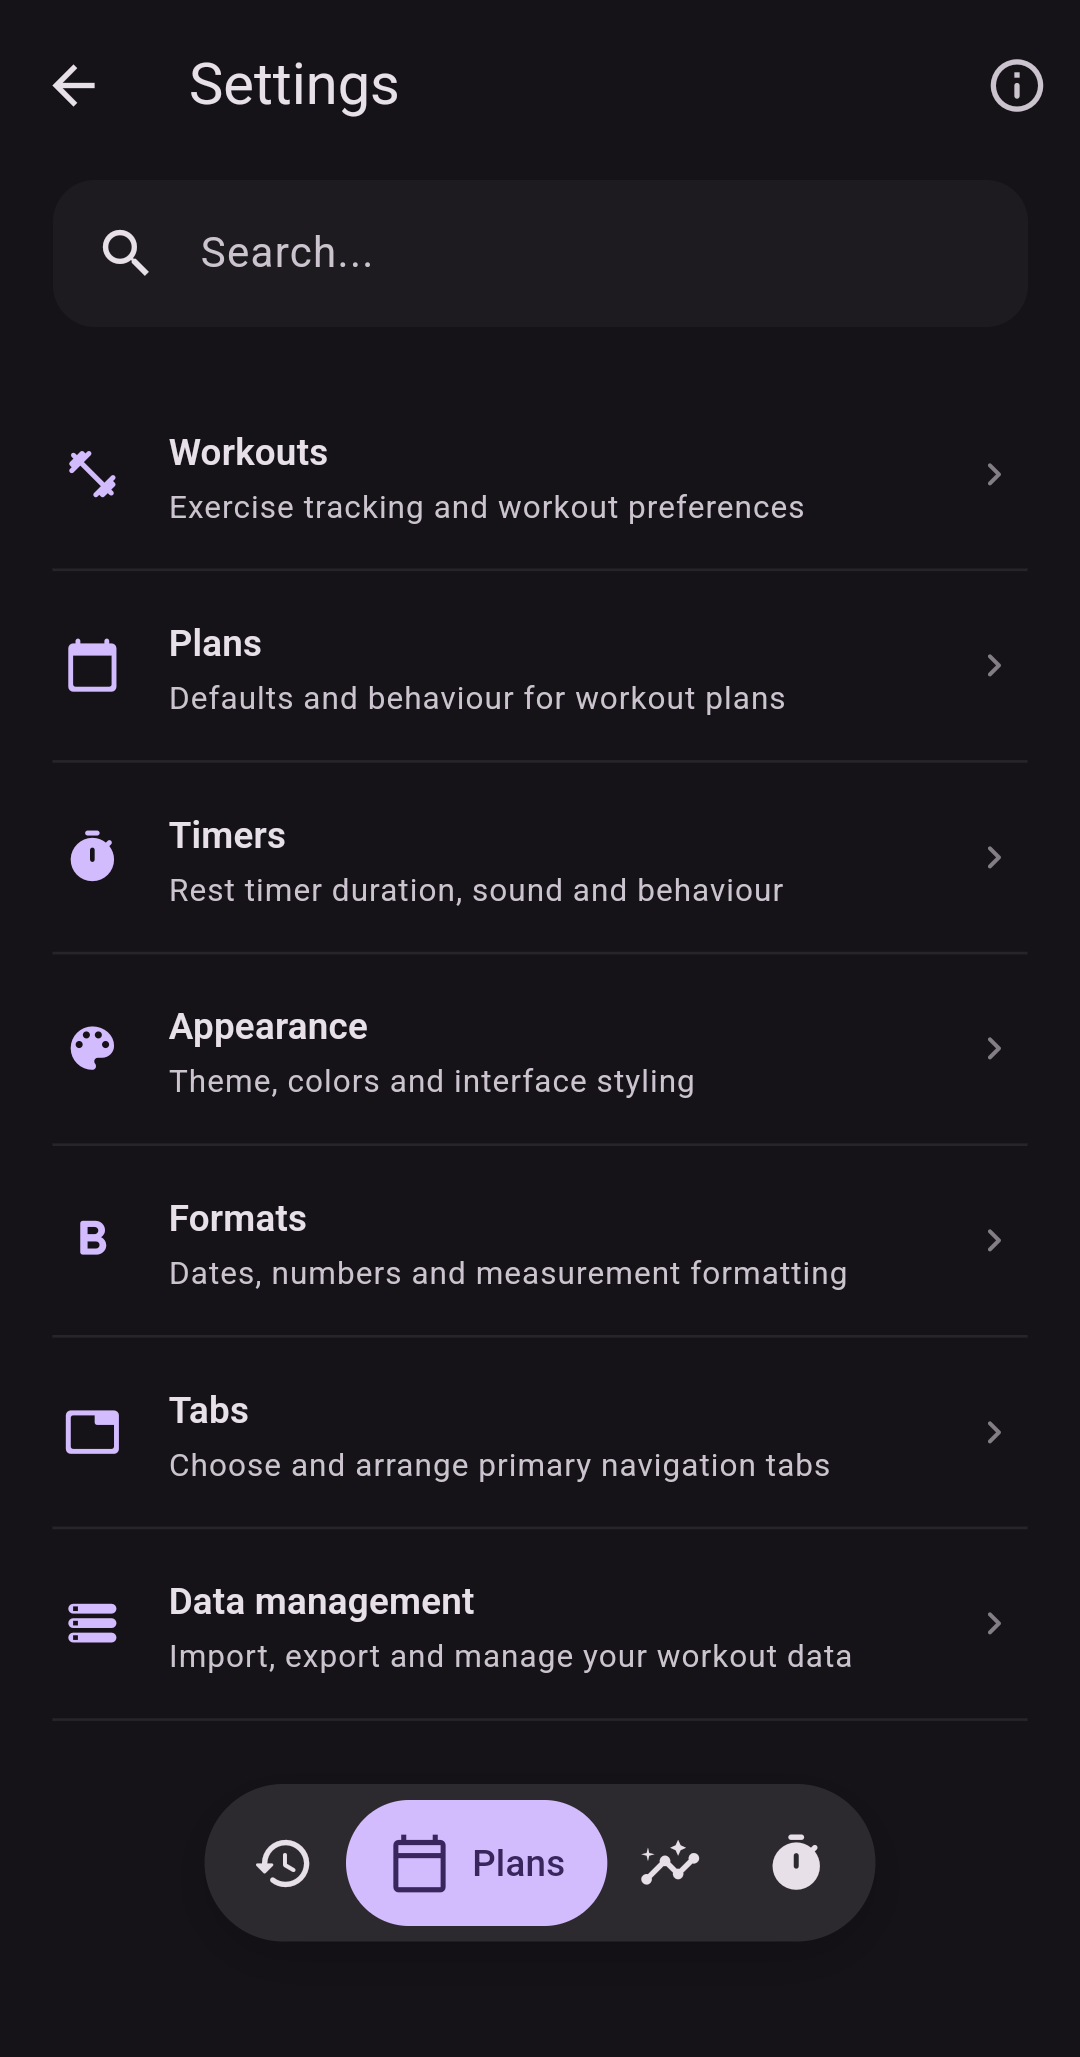 Settings
Search...
Workouts
Exercise tracking and workout preferences
Plans
Defaults and behaviour for workout plans
Timers
Rest timer duration, sound and behaviour
Appearance
Theme, colors and interface styling
Formats
Dates, numbers and measurement formatting
Tabs
Choose and arrange primary navigation tabs
Data management
Import, export and manage your workout data
Plans